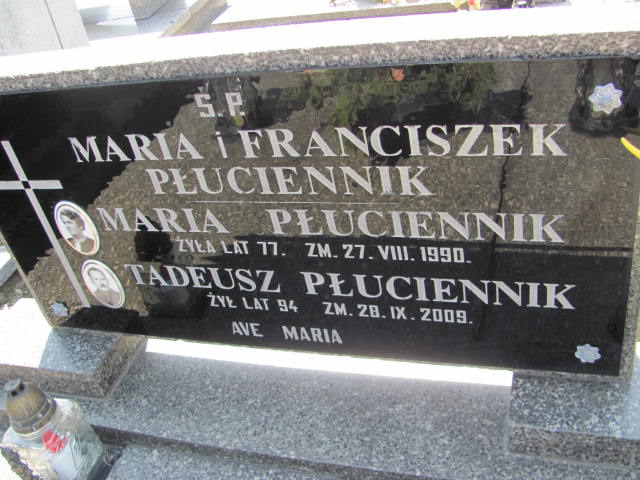 Ś.P.
MARIA i FRANCISZEK
PŁUCIENNIK
MARIA PŁUCIENNIK
ŻYŁA LAT 77. ZM. 27. VIII. 1990.
TADEUSZ PŁUCIENNIK
ŻYŁ LAT 94 ZM. 28. IX. 2009.
AVE MARIA